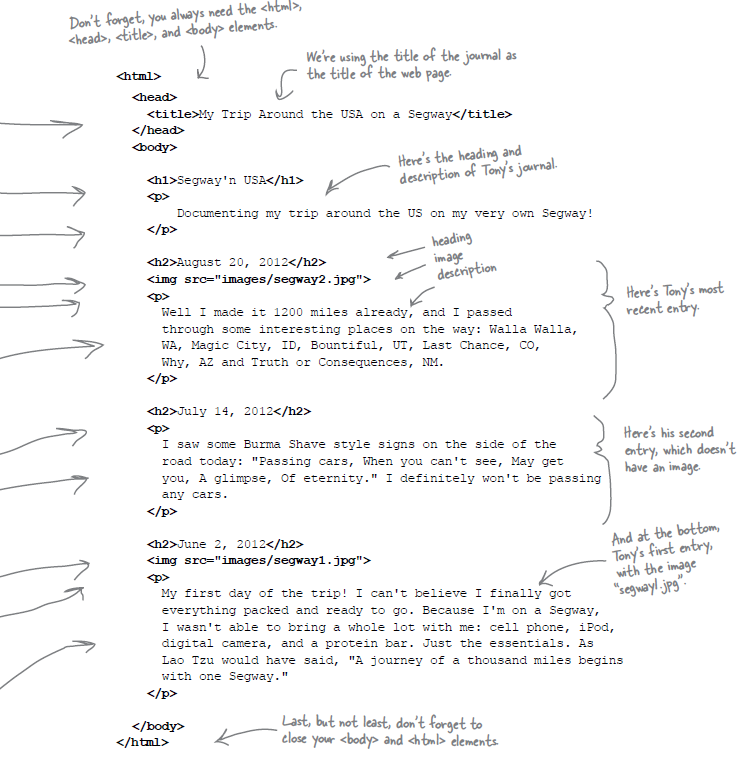 Don't forget, you always need the <html>,
<head>, <title>, and <body> elements.
We're using the title of the journal as
the title of the web page.
<html>
<head>
<title>My Trip Around the USA on a Segway</title>
</head>
<body>
Here's the heading and
description of Tony's journal.
<h1>Segway'n USA</h1>
<p>
Documenting my trip around the US on my very own Segway!
</p>
heading
image
description
<h2>August 20, 2012</h2>
<img src="images/segway2.jpg">
<p>
Well I made it 1200 miles already, and I passed
through some interesting places on the way: Walla Walla,
WA, Magic City, ID, Bountiful, UT, Last Chance, CO,
Why, AZ and Truth or Consequences, NM.
</p>
Here's Tony's most
recent entry.
<h2>July 14, 2012</h2>
<p>
I saw some Burma Shave style signs on the side of the
road today: "Passing cars, When you can't see, May get
you, A glimpse, Of eternity." I definitely won't be passing
any cars.
</p>
Here's his second
entry, which doesn't
have an image.
<h2>June 2, 2012</h2>
<img src="images/segway1.jpg">
<p>
My first day of the trip! I can't believe I finally got
everything packed and ready to go. Because I'm on a Segway,
I wasn't able to bring a whole lot with me: cell phone, iPod,
digital camera, and a protein bar. Just the essentials. As
Lao Tzu would have said, "A journey of a thousand miles begins
with one Segway."
</p>
And at the bottom,
Tony's first entry,
with the image
"segway1.jpg".
</body>
</html>
Last, but not least, don't forget to
close your <body> and <html> elements.